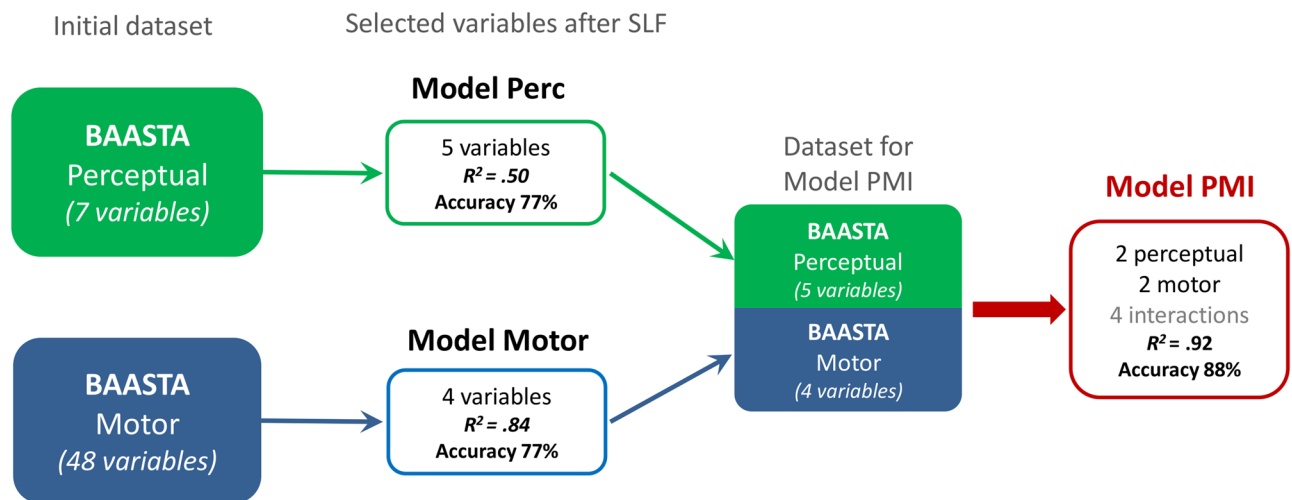 Initial dataset
Selected variables after SLF
BAASTA
Perceptual
(7 variables)
Model Perc
5 variables
R² = .50
Accuracy 77%
BAASTA
Motor
(48 variables)
Model Motor
4 variables
R² = .84
Accuracy 77%
Dataset for
Model PMI
BAASTA
Perceptual
(5 variables)
BAASTA
Motor
(4 variables)
Model PMI
2 perceptual
2 motor
4 interactions
R² = .92
Accuracy 88%